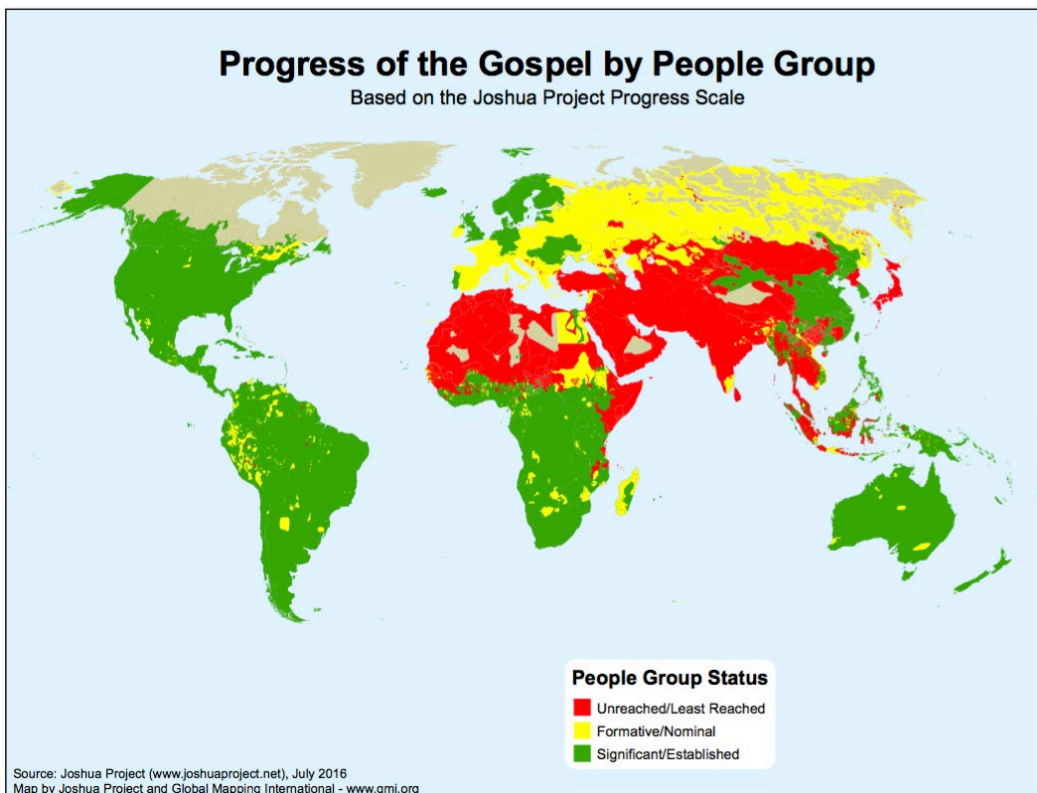 Progress of the Gospel by People Group
Based on the Joshua Project Progress Scale
People Group Status
Unreached/Least Reached
Formative/Nominal
Significant/Established
Source: Joshua Project (www.joshuaproject.net), July 2016
Map by Joshua Project and Global Mapping International - www.gmi.org